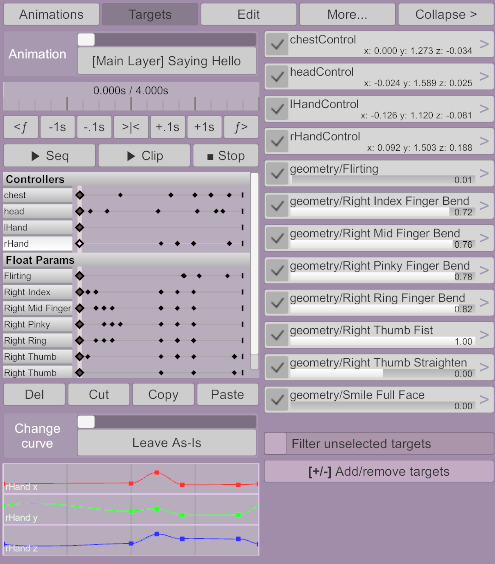 Animations Targets Edit More... Collapse >
Animation
[Main Layer] Saying Hello
0.000s / 4.000s
<ƒ -1s -.1s >|< +.1s +1s ƒ>
▶ Seq ▶ Clip ■ Stop
Controllers
chest
head
lHand
rHand
Float Params
Flirting
Right Index
Right Mid Finger
Right Pinky
Right Ring
Right Thumb
Right Thumb
Del Cut Copy Paste
Change curve
Leave As-Is
rHand x
rHand y
rHand z
chestControl
x: 0.000 y: 1.273 z: -0.034
headControl
x: -0.024 y: 1.589 z: 0.025
lHandControl
x: -0.126 y: 1.120 z: -0.081
rHandControl
x: 0.092 y: 1.503 z: 0.188
geometry/Flirting
0.01
geometry/Right Index Finger Bend
0.72
geometry/Right Mid Finger Bend
0.76
geometry/Right Pinky Finger Bend
0.78
geometry/Right Ring Finger Bend
0.82
geometry/Right Thumb Fist
1.00
geometry/Right Thumb Straighten
0.00
geometry/Smile Full Face
0.00
Filter unselected targets
[+/-] Add/remove targets